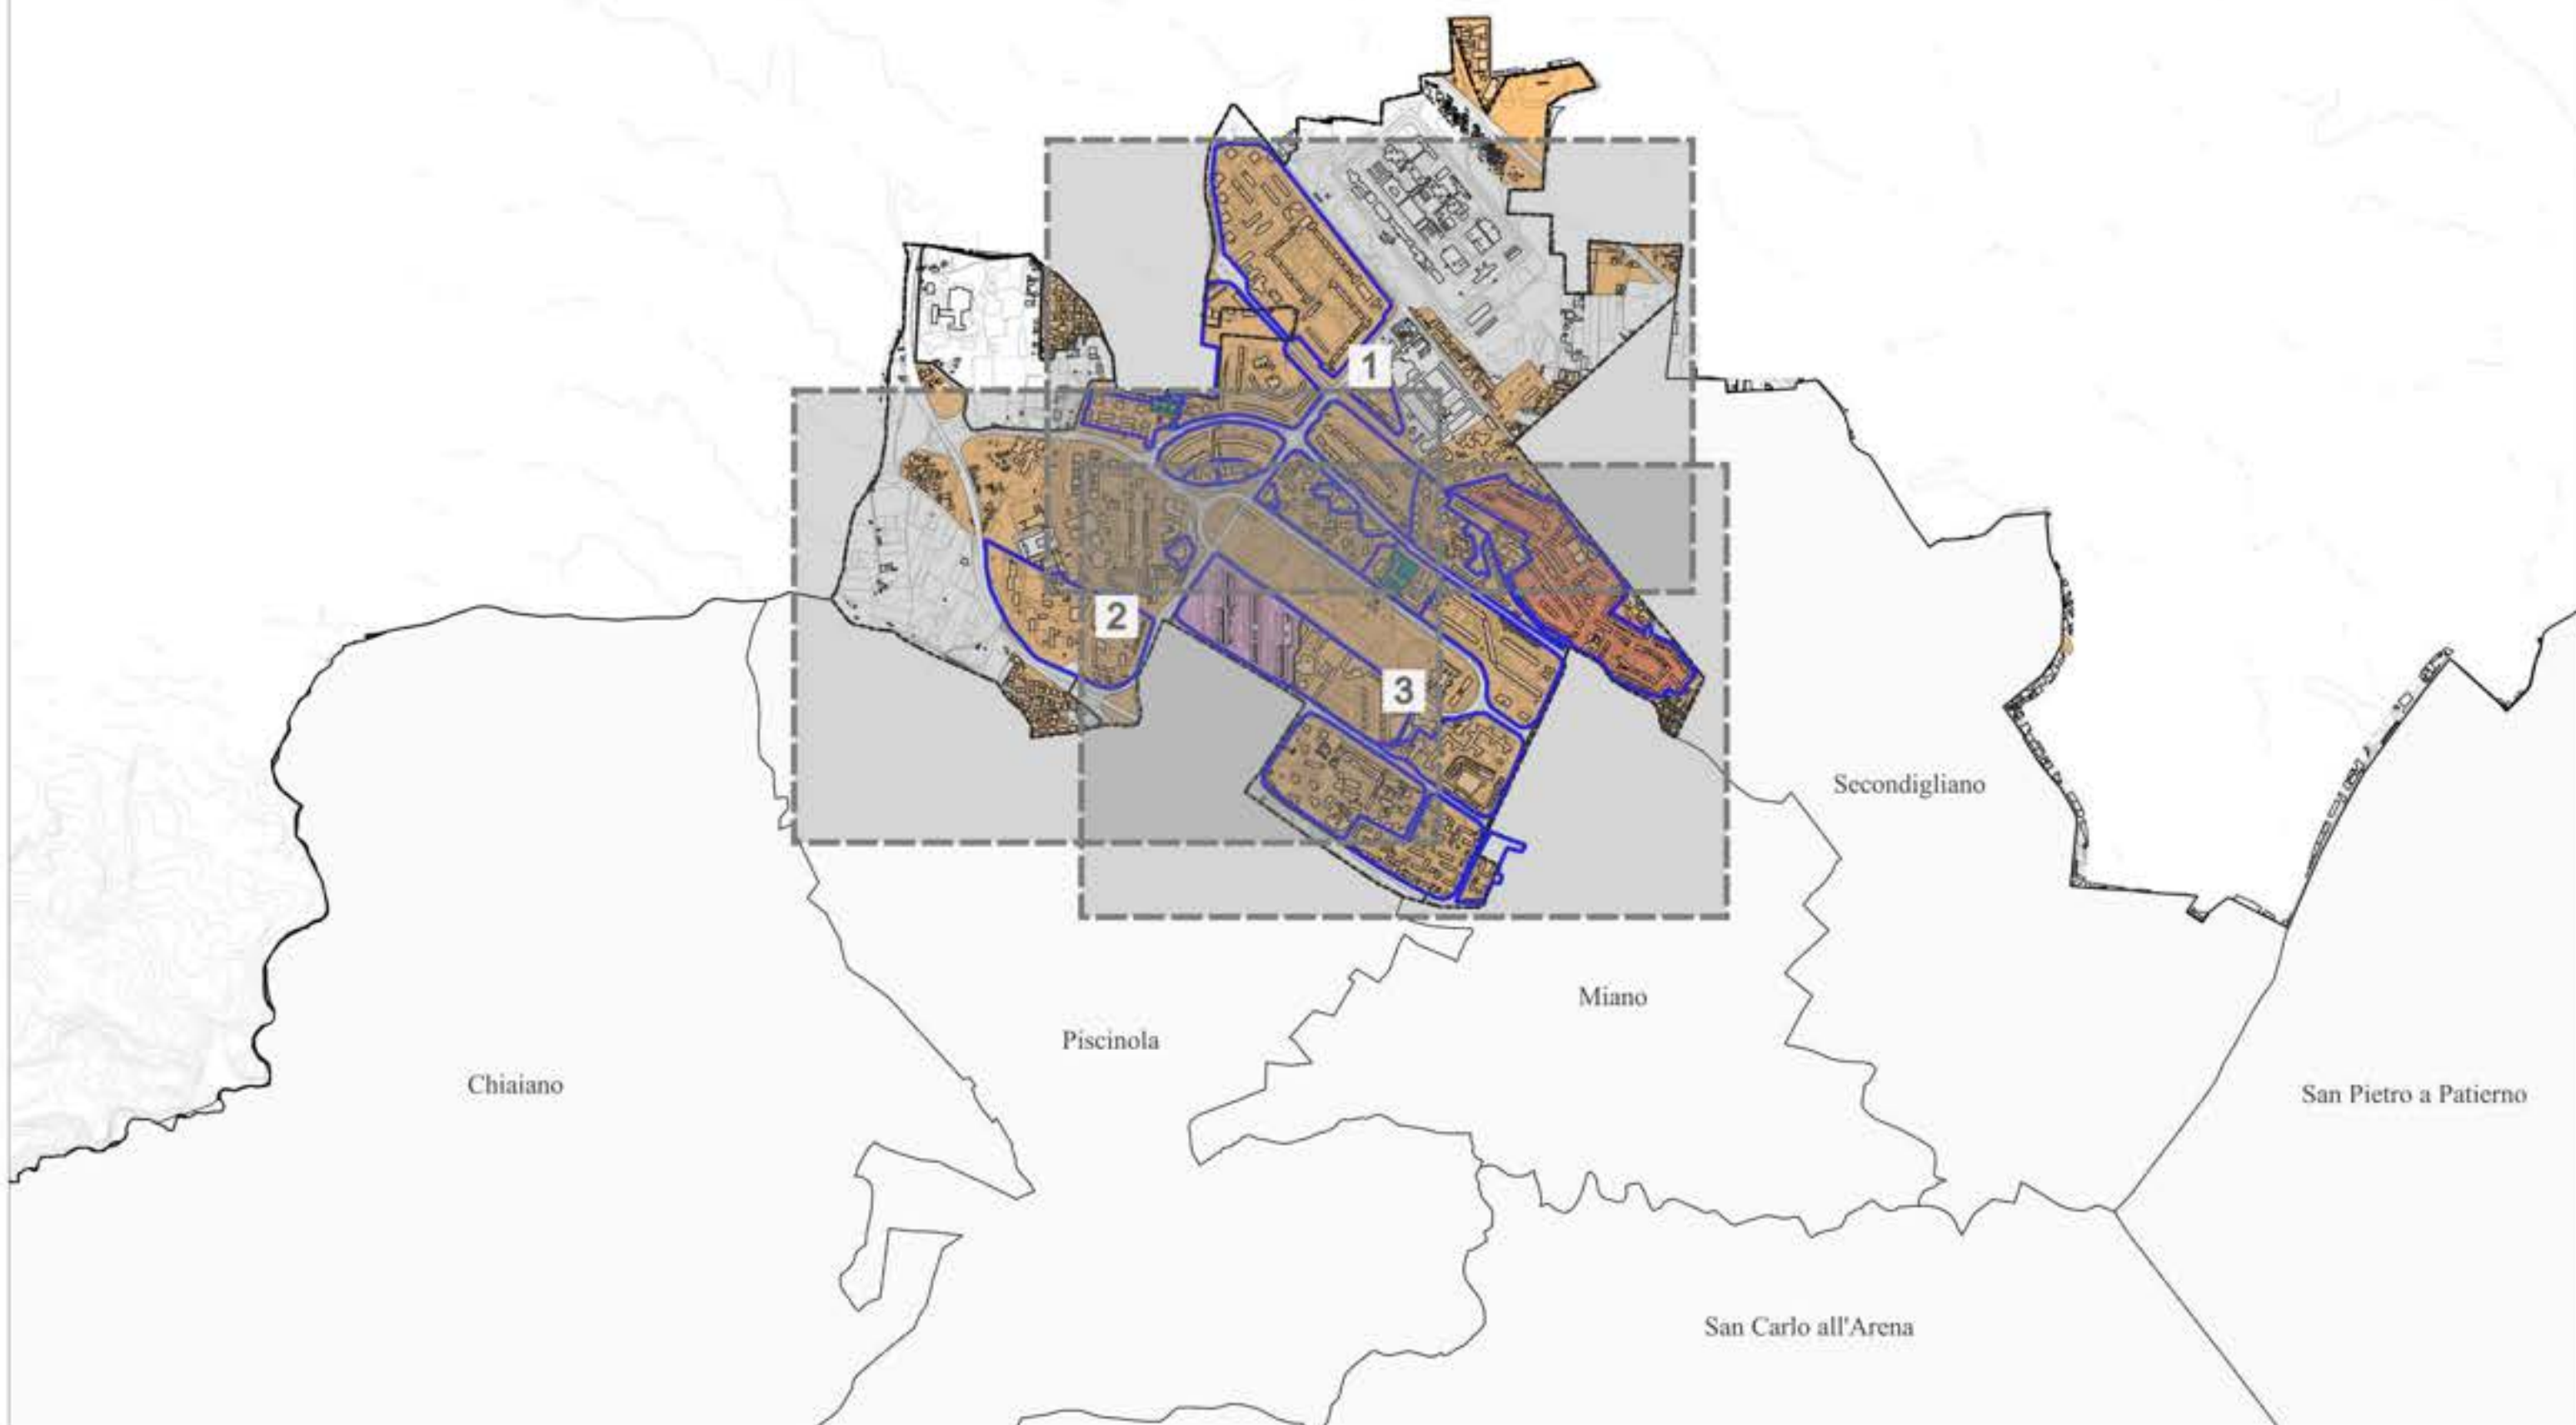 1
2
3
Secondigliano
Miano
Piscinola
Chiaiano
San Pietro a Patierno
San Carlo all'Arena